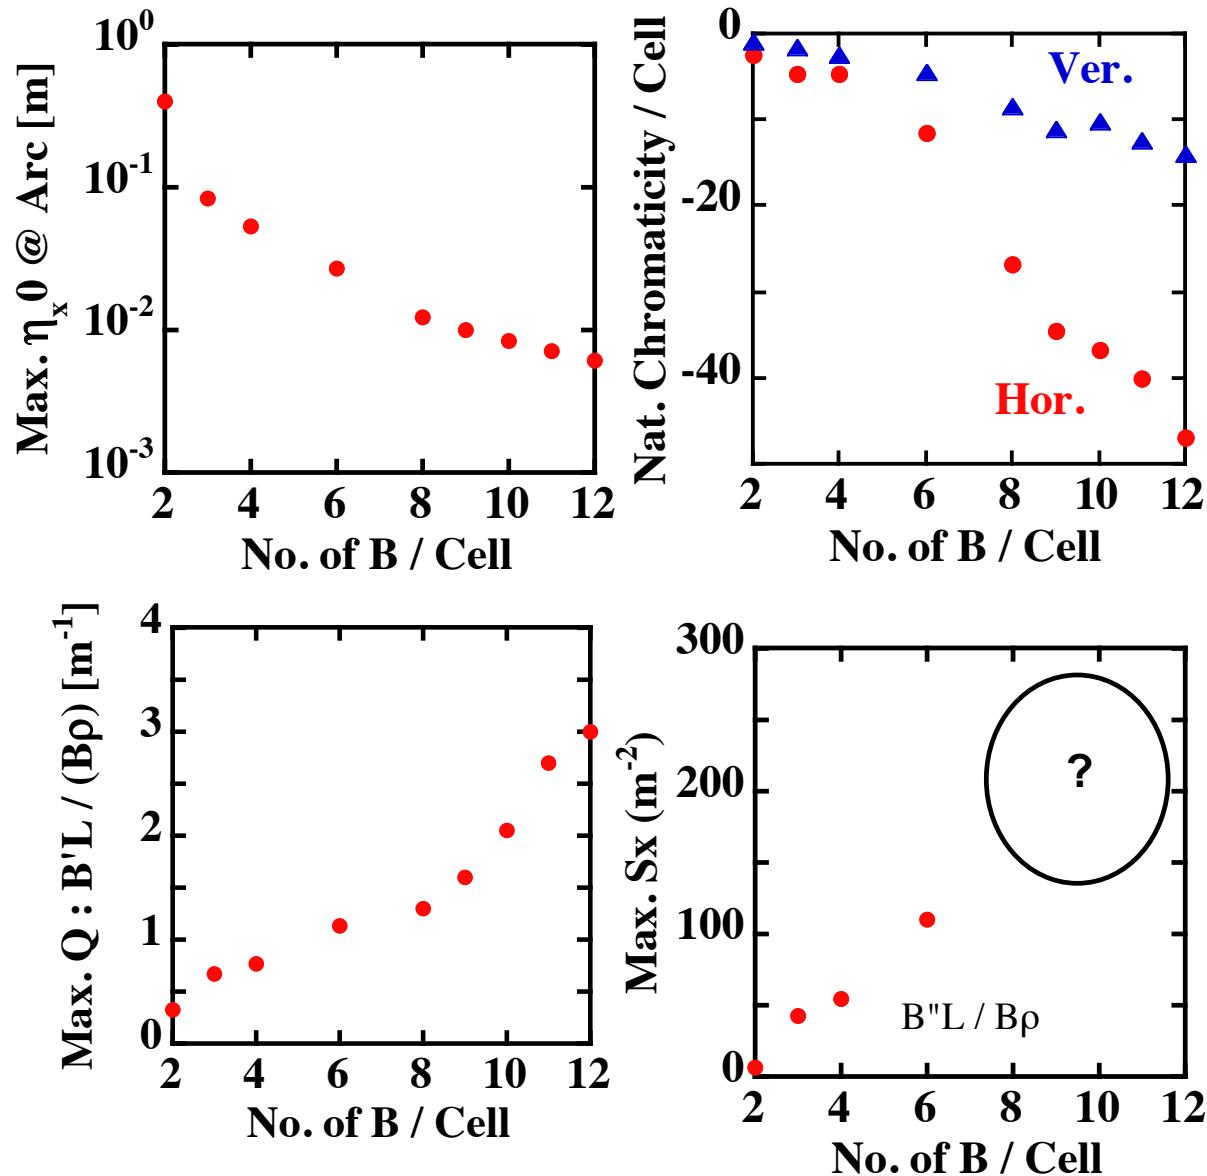 Max. η_x 0 @ Arc [m]
10^0
10^-1
10^-2
10^-3
2 4 6 8 10 12
No. of B / Cell
Nat. Chromaticity / Cell
0
-20
-40
Ver.
Hor.
2 4 6 8 10 12
No. of B / Cell
Max. Q : B'L / (Bρ) [m^-1]
4
3
2
1
0
2 4 6 8 10 12
No. of B / Cell
Max. Sx (m^-2)
300
200
100
0
?
B"L / Bρ
2 4 6 8 10 12
No. of B / Cell